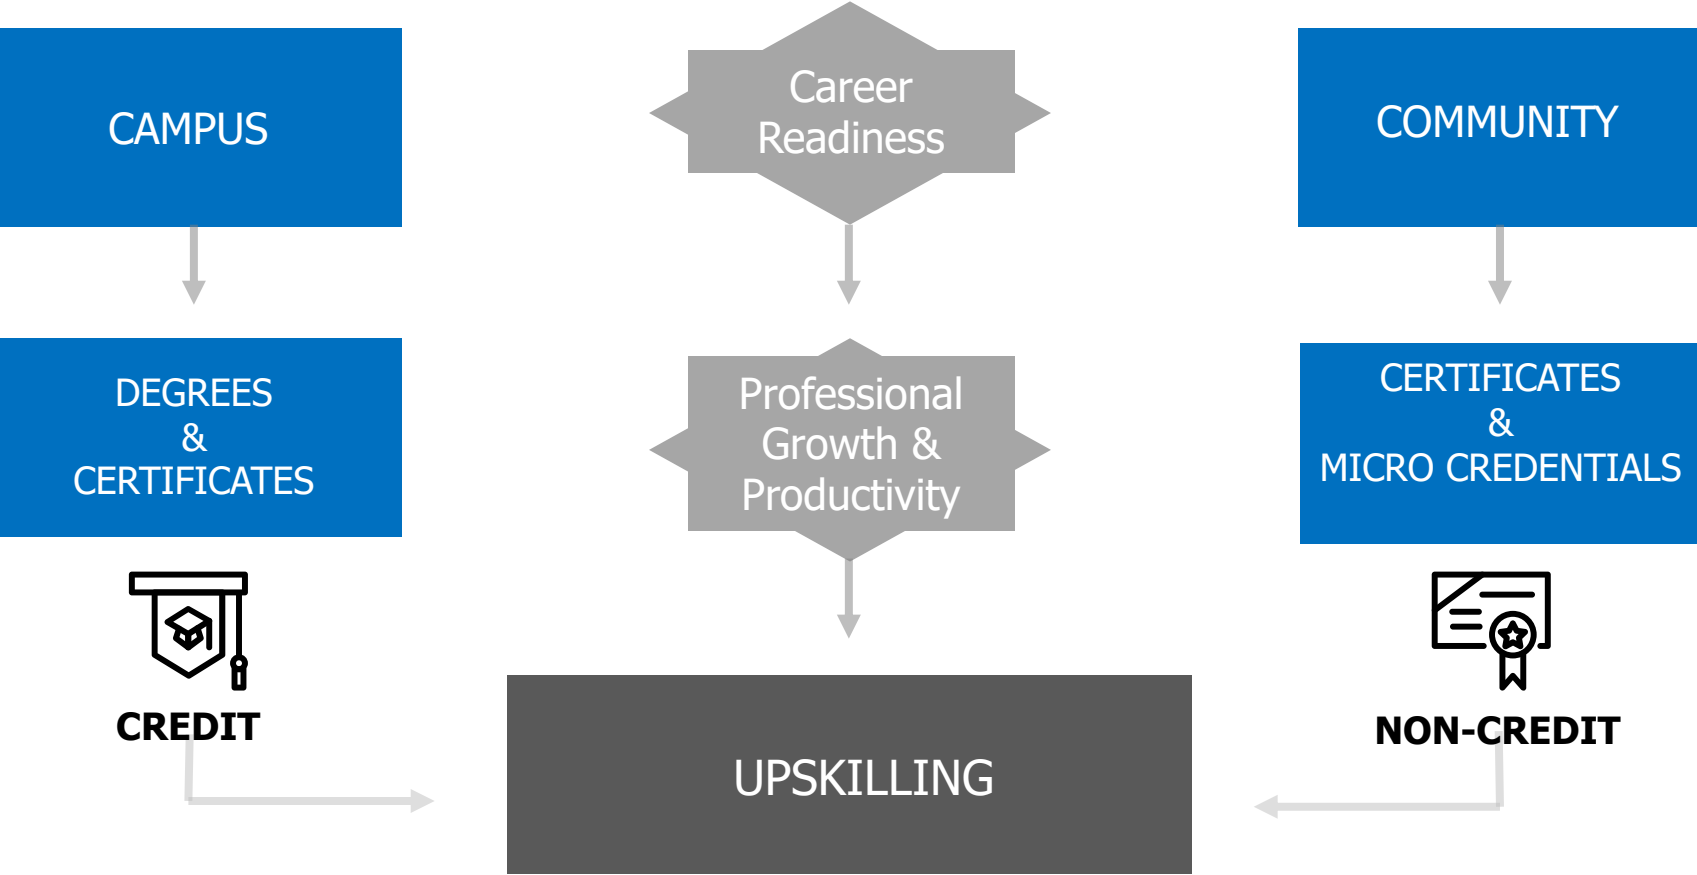 CAMPUS
Career
Readiness
COMMUNITY
DEGREES
&
CERTIFICATES
Professional
Growth &
Productivity
CERTIFICATES
&
MICRO CREDENTIALS
CREDIT
NON-CREDIT
UPSKILLING